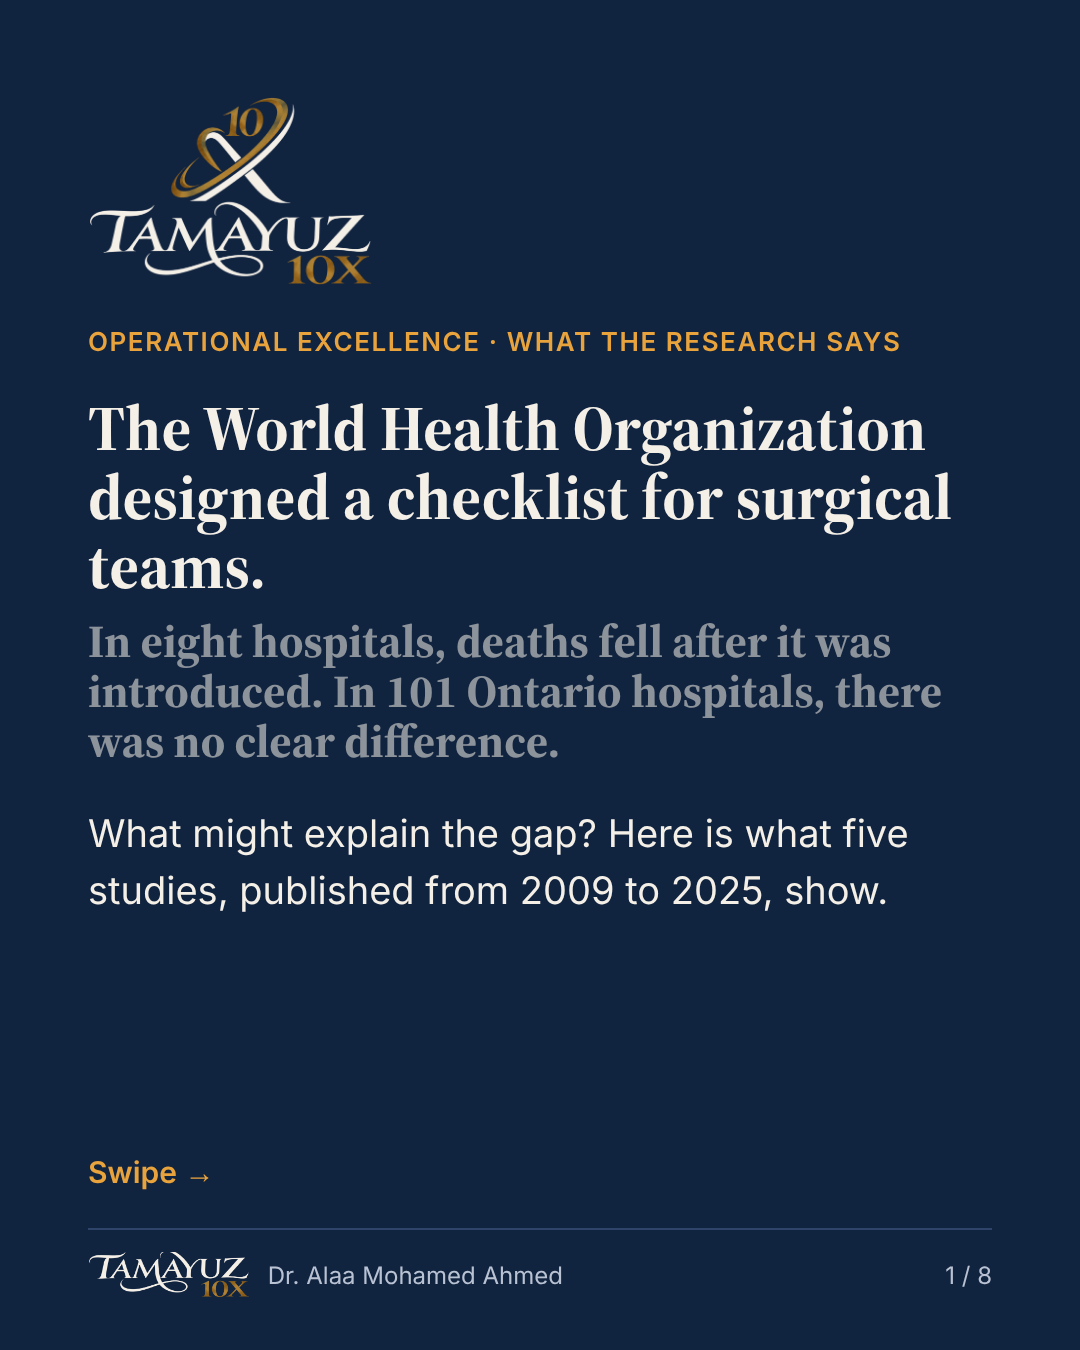 10
TAMAYUZ
10X
OPERATIONAL EXCELLENCE · WHAT THE RESEARCH SAYS
The World Health Organization
designed a checklist for surgical
teams.
In eight hospitals, deaths fell after it was
introduced. In 101 Ontario hospitals, there
was no clear difference.
What might explain the gap? Here is what five
studies, published from 2009 to 2025, show.
Swipe →
TAMAYUZ
10X
Dr. Alaa Mohamed Ahmed
1 / 8